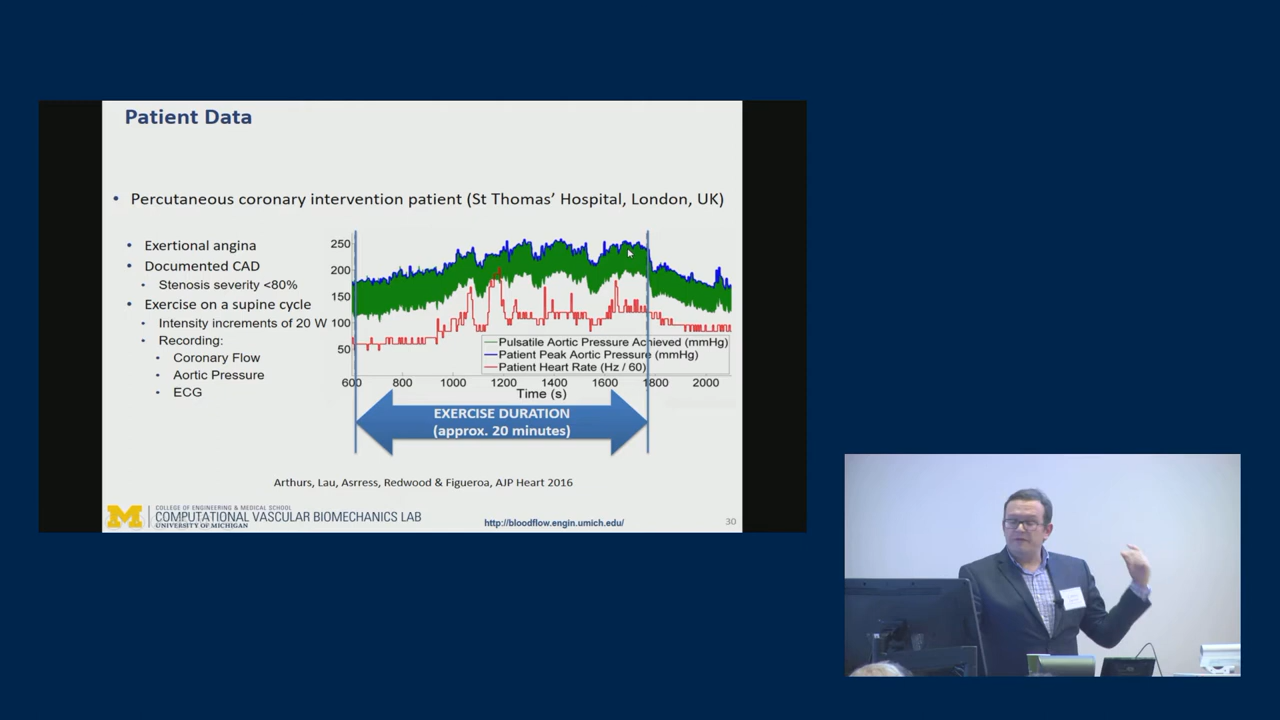 Patient Data
• Percutaneous coronary intervention patient (St Thomas’ Hospital, London, UK)
• Exertional angina
• Documented CAD
• Stenosis severity <80%
• Exercise on a supine cycle
• Intensity increments of 20 W
• Recording:
• Coronary Flow
• Aortic Pressure
• ECG
250
200
150
100
50
Pulsatile Aortic Pressure Achieved (mmHg)
Patient Peak Aortic Pressure (mmHg)
Patient Heart Rate (Hz / 60)
600 800 1000 1200 1400 1600 1800 2000
Time (s)
EXERCISE DURATION
(approx. 20 minutes)
Arthurs, Lau, Asrress, Redwood & Figueroa, AJP Heart 2016
M
COLLEGE OF ENGINEERING & MEDICAL SCHOOL
COMPUTATIONAL VASCULAR BIOMECHANICS LAB
UNIVERSITY OF MICHIGAN
http://bloodflow.engin.umich.edu/
30